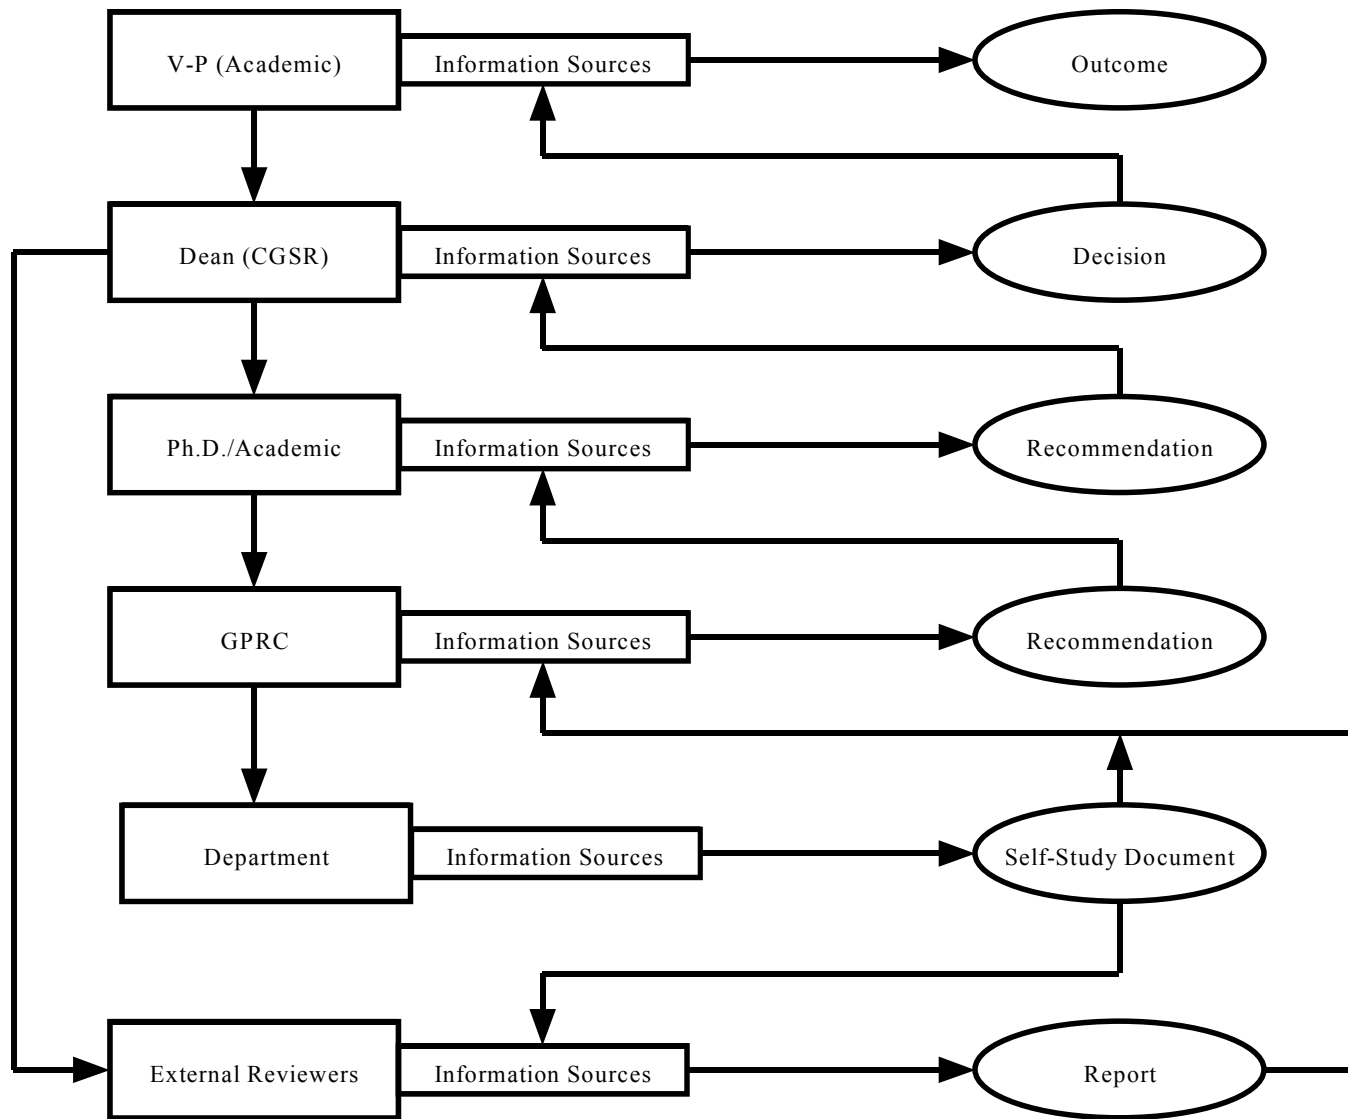 V-P (Academic)
Information Sources
Outcome
Dean (CGSR)
Information Sources
Decision
Ph.D./Academic
Information Sources
Recommendation
GPRC
Information Sources
Recommendation
Department
Information Sources
Self-Study Document
External Reviewers
Information Sources
Report